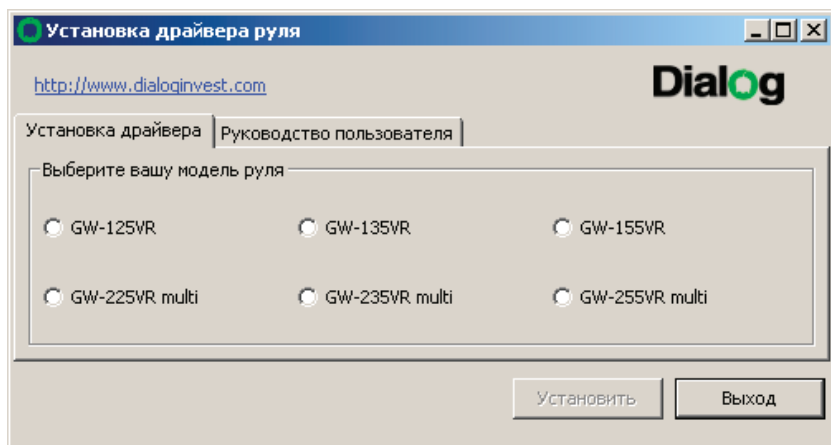 Установка драйвера руля
http://www.dialoginvest.com
Dialog
Установка драйвера Руководство пользователя
Выберите вашу модель руля
GW-125VR GW-135VR GW-155VR
GW-225VR multi GW-235VR multi GW-255VR multi
Установить Выход